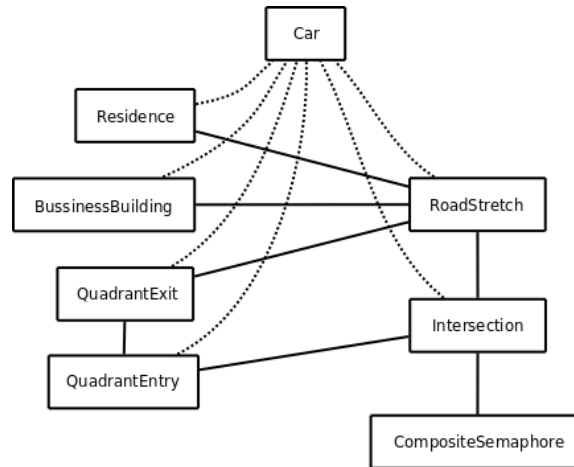 Car
Residence
BussinessBuilding
RoadStretch
QuadrantExit
Intersection
QuadrantEntry
CompositeSemaphore